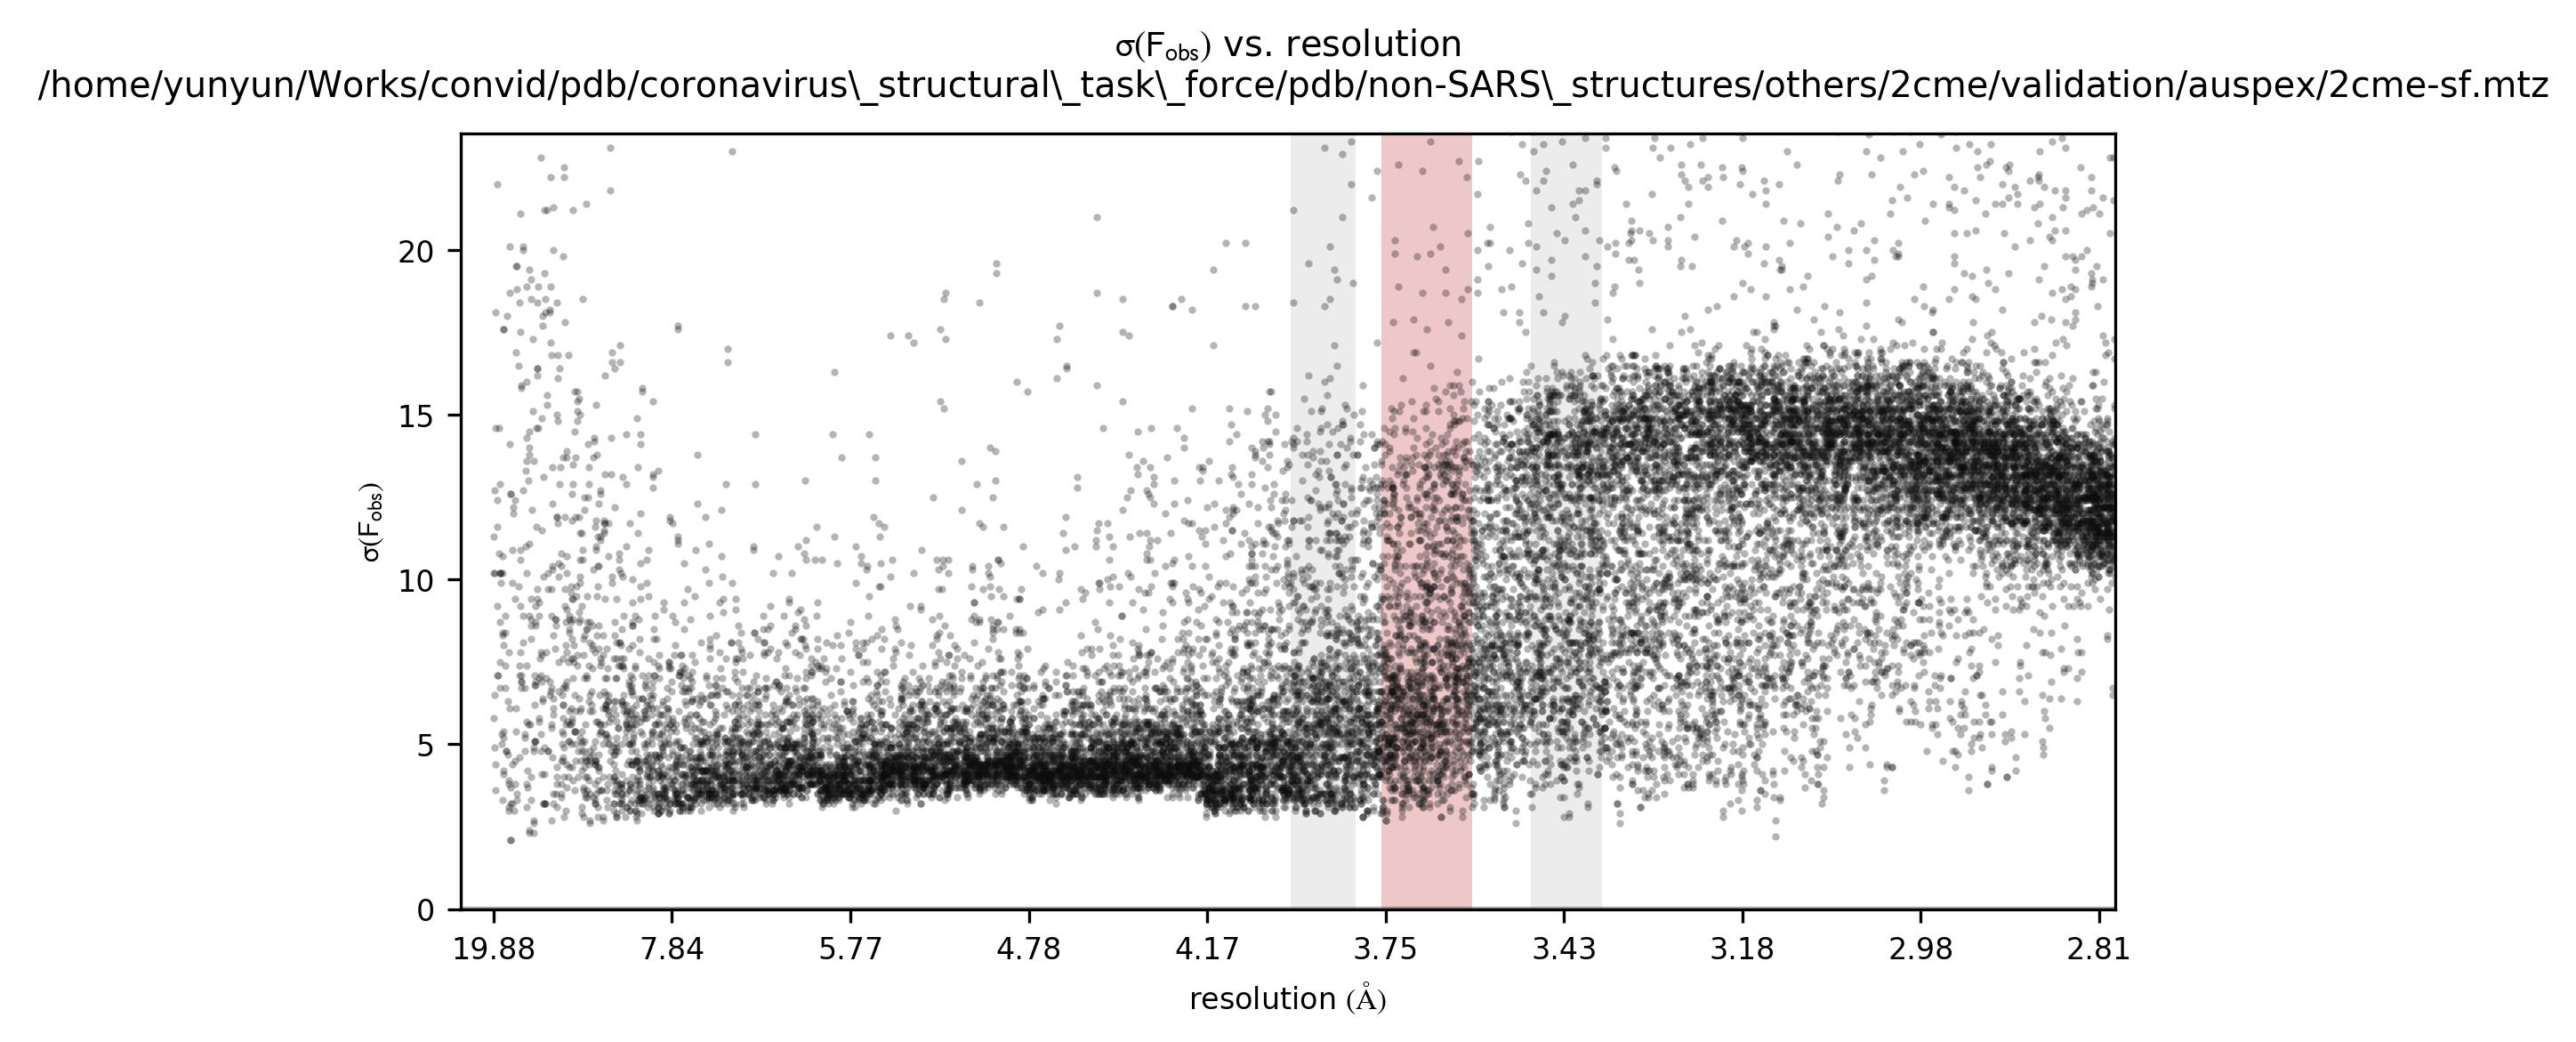 σ(Fobs) vs. resolution
/home/yunyun/Works/convid/pdb/coronavirus\_structural\_task\_force/pdb/non-SARS\_structures/others/2cme/validation/auspex/2cme-sf.mtz
20
15
σ(Fobs)
10
5
0
19.88 7.84 5.77 4.78 4.17 3.75 3.43 3.18 2.98 2.81
resolution (Å)